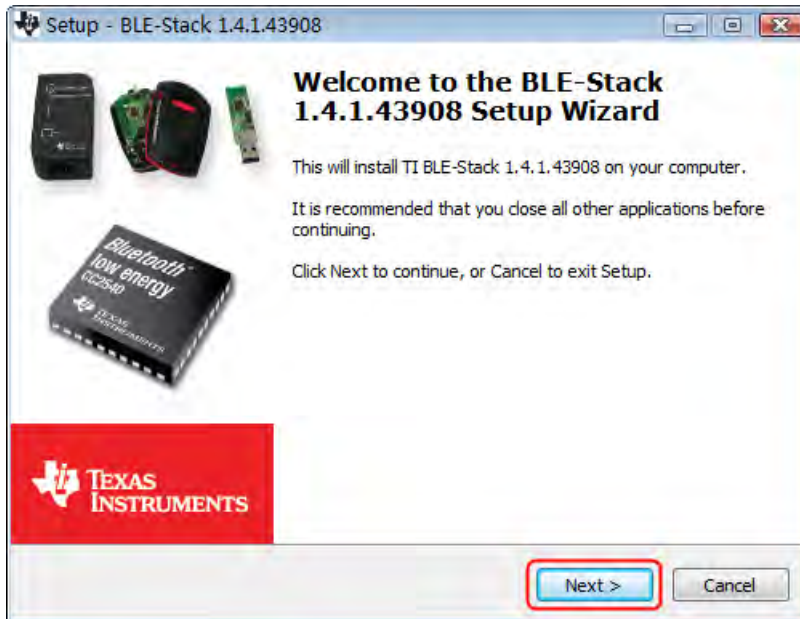 Setup - BLE-Stack 1.4.1.43908
Welcome to the BLE-Stack
1.4.1.43908 Setup Wizard
This will install TI BLE-Stack 1.4.1.43908 on your computer.
It is recommended that you close all other applications before
continuing.
Click Next to continue, or Cancel to exit Setup.
Bluetooth
low energy
CC2540
TEXAS
INSTRUMENTS
TEXAS
INSTRUMENTS
Next >
Cancel